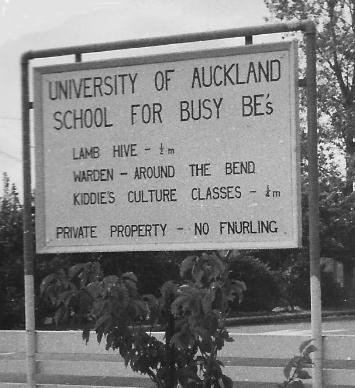 UNIVERSITY OF AUCKLAND
SCHOOL FOR BUSY BE's
LAMB HIVE - ½m
WARDEN - AROUND THE BEND
KIDDIE'S CULTURE CLASSES - ¼m
PRIVATE PROPERTY - NO FNURLING